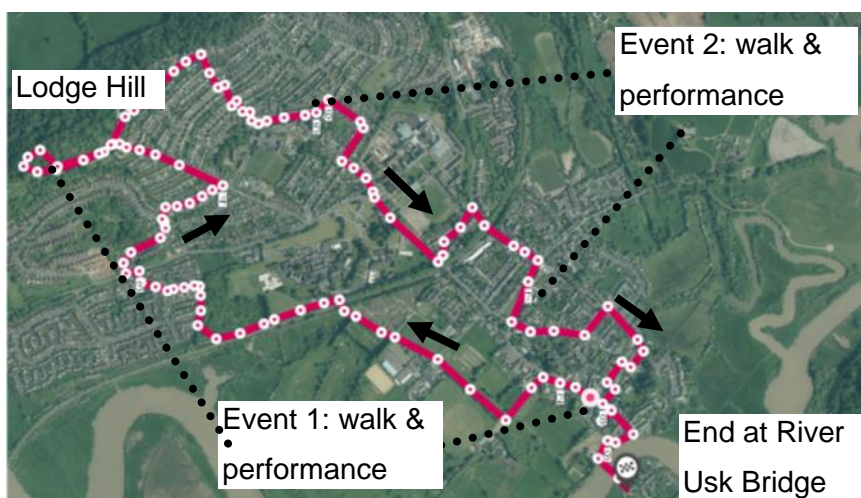 Event 2: walk &
performance
Lodge Hill
Event 1: walk &
performance
End at River
Usk Bridge